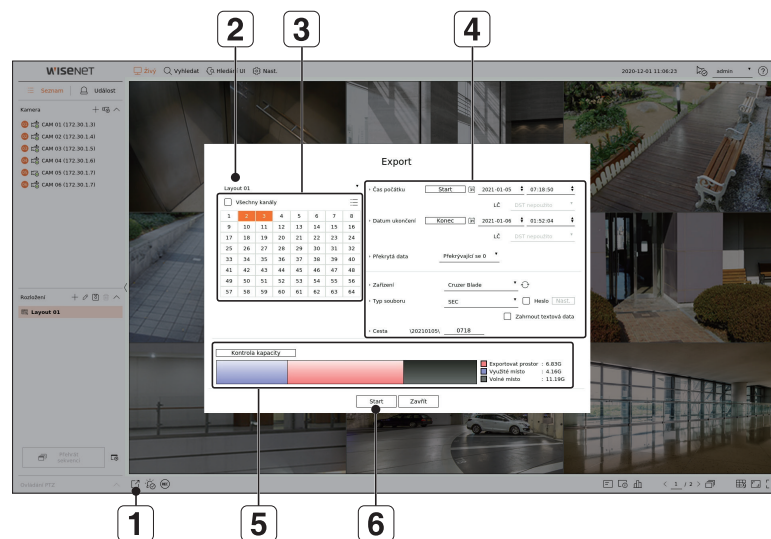 2
3
4
WISENET
Živý
Vyhledat
Hledání UI
Nast.
2020-12-01 11:06:23
admin
?
Seznam
Událost
Kamera
CAM 01 (172.30.1.3)
CAM 02 (172.30.1.4)
CAM 03 (172.30.1.5)
CAM 04 (172.30.1.6)
CAM 05 (172.30.1.7)
CAM 06 (172.30.1.7)
Rozložení
Layout 01
Ovládání PTZ
Export
Layout 01
Všechny kanály
1 2 3 4 5 6 7 8
9 10 11 12 13 14 15 16
17 18 19 20 21 22 23 24
25 26 27 28 29 30 31 32
33 34 35 36 37 38 39 40
41 42 43 44 45 46 47 48
49 50 51 52 53 54 55 56
57 58 59 60 61 62 63 64
• Čas počátku Start 2021-01-05 07:18:50
LČ DST nepoužito
• Datum ukončení Konec 2021-01-06 01:52:04
LČ DST nepoužito
• Překrytá data Překrývající se 0
• Zařízení Cruzer Blade
• Typ souboru SEC Heslo Nást.
Zahrnout textová data
• Cesta \20210105\ 0718
Kontrola kapacity
Exportovat prostor : 6.83G
Využité místo : 4.16G
Volné místo : 11.19G
Start
Zavřít
REC
< 1 / 2 >
1
5
6